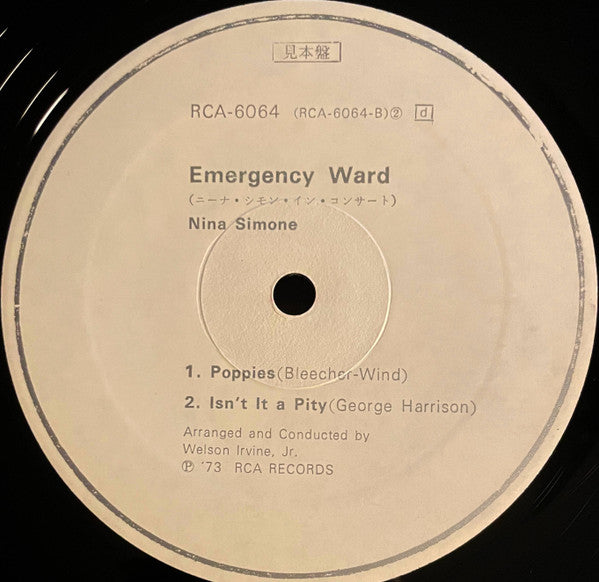 見本盤
RCA-6064 (RCA-6064-B)② d
Emergency Ward
(ニーナ・シモン・イン・コンサート)
Nina Simone
1. Poppies(Bleecher-Wind)
2. Isn't It a Pity(George Harrison)
Arranged and Conducted by
Welson Irvine, Jr.
Ⓟ '73 RCA RECORDS